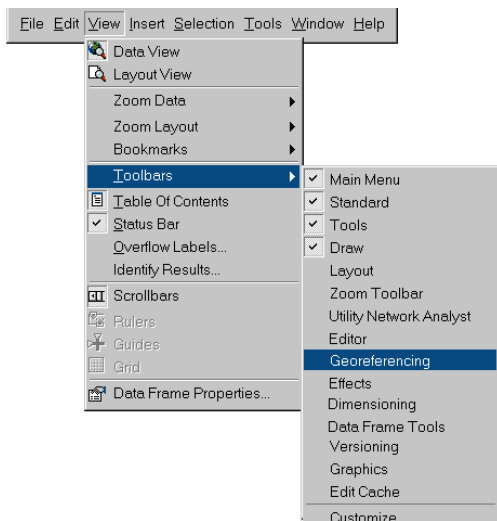 File Edit View Insert Selection Tools Window Help
Data View
Layout View
Zoom Data
Zoom Layout
Bookmarks
Toolbars
Table Of Contents
Status Bar
Overflow Labels...
Identify Results...
Scrollbars
Rulers
Guides
Grid
Data Frame Properties...
Main Menu
Standard
Tools
Draw
Layout
Zoom Toolbar
Utility Network Analyst
Editor
Georeferencing
Effects
Dimensioning
Data Frame Tools
Versioning
Graphics
Edit Cache
Customize